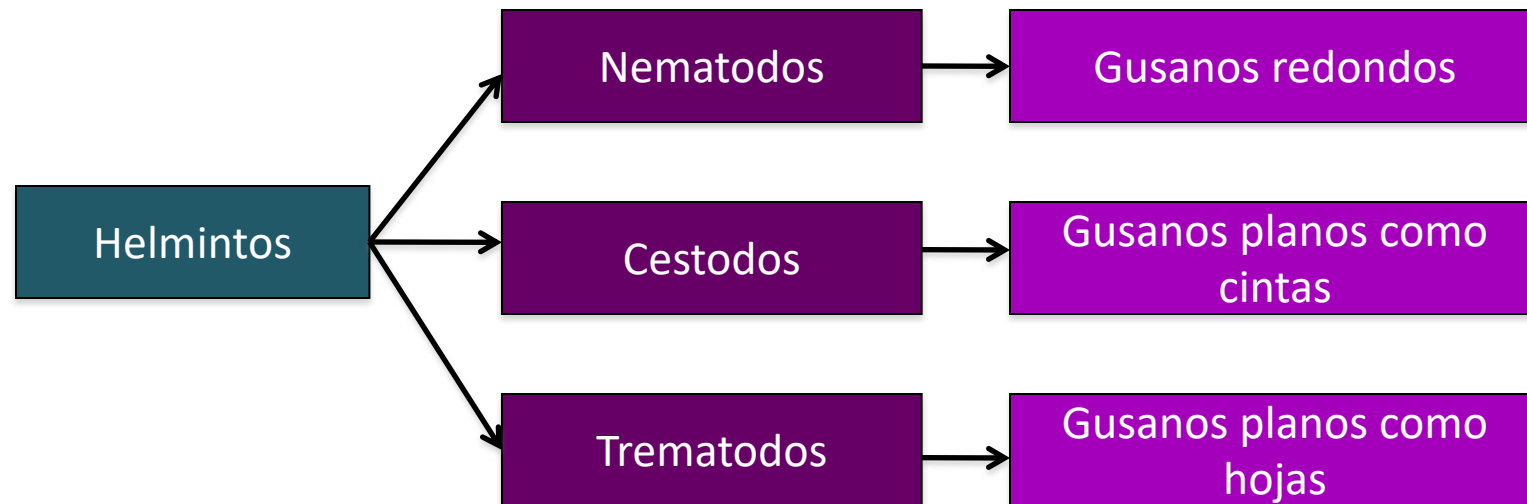 Nematodos
Gusanos redondos
Helmintos
Cestodos
Gusanos planos como
cintas
Trematodos
Gusanos planos como
hojas